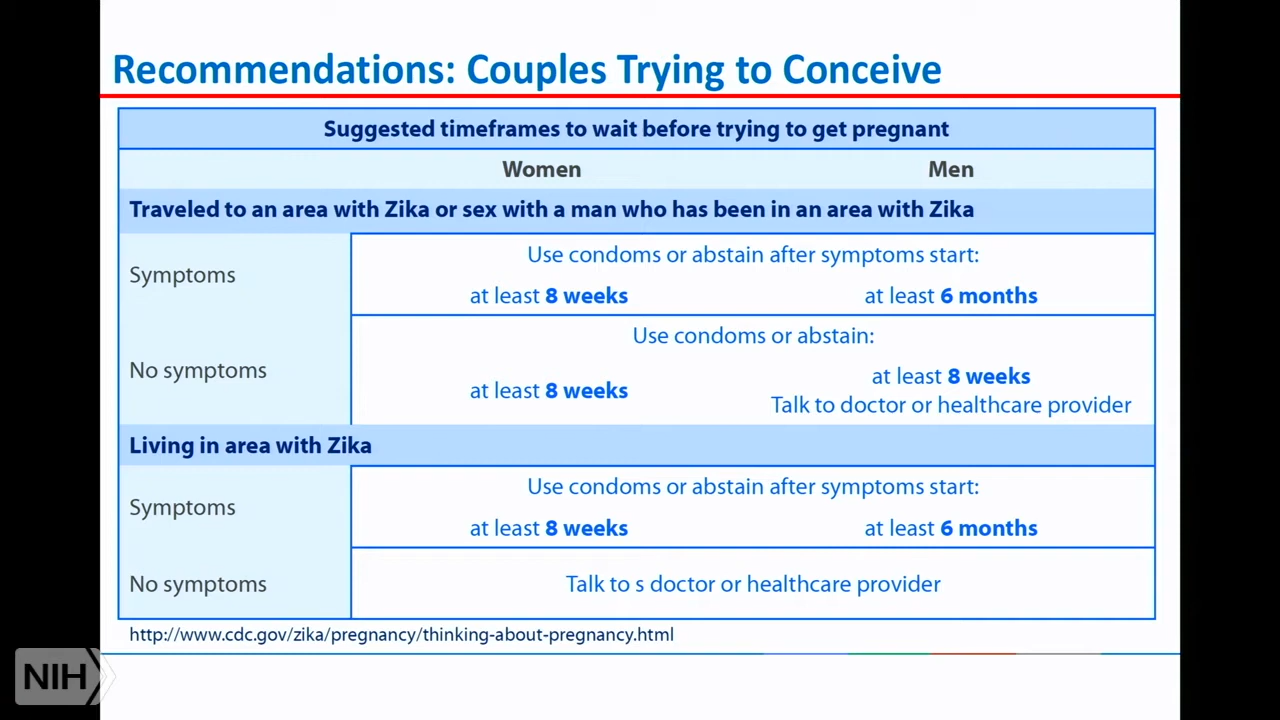 Recommendations: Couples Trying to Conceive
Suggested timeframes to wait before trying to get pregnant
Women Men
Traveled to an area with Zika or sex with a man who has been in an area with Zika
Symptoms
Use condoms or abstain after symptoms start:
at least 8 weeks at least 6 months
No symptoms
Use condoms or abstain:
at least 8 weeks
at least 8 weeks
Talk to doctor or healthcare provider
Living in area with Zika
Symptoms
Use condoms or abstain after symptoms start:
at least 8 weeks at least 6 months
No symptoms
Talk to s doctor or healthcare provider
http://www.cdc.gov/zika/pregnancy/thinking-about-pregnancy.html
NIH